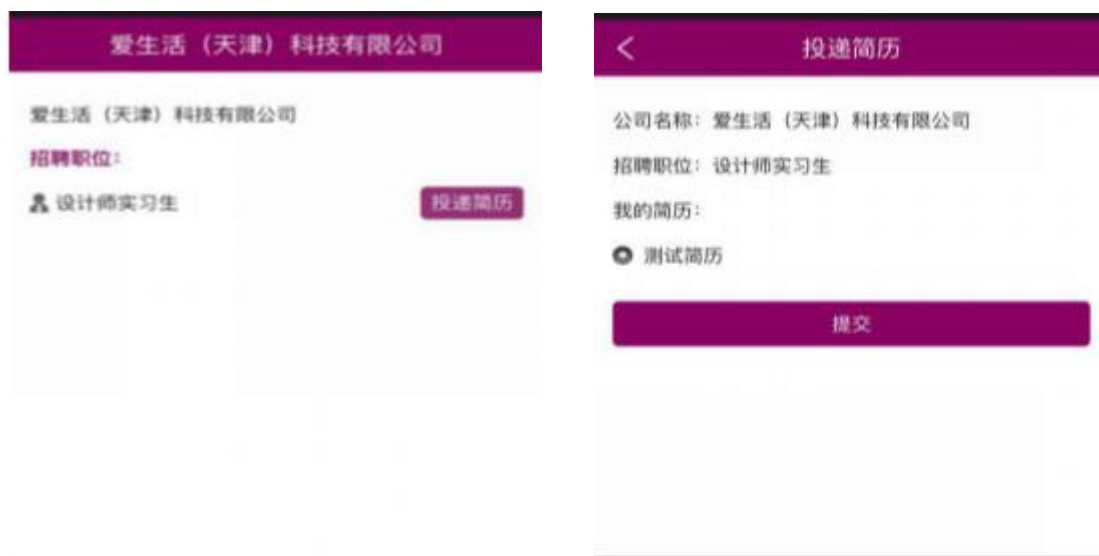 爱生活（天津）科技有限公司
爱生活（天津）科技有限公司
招聘职位：
设计师实习生
投递简历
投递简历
公司名称：爱生活（天津）科技有限公司
招聘职位：设计师实习生
我的简历：
测试简历
提交